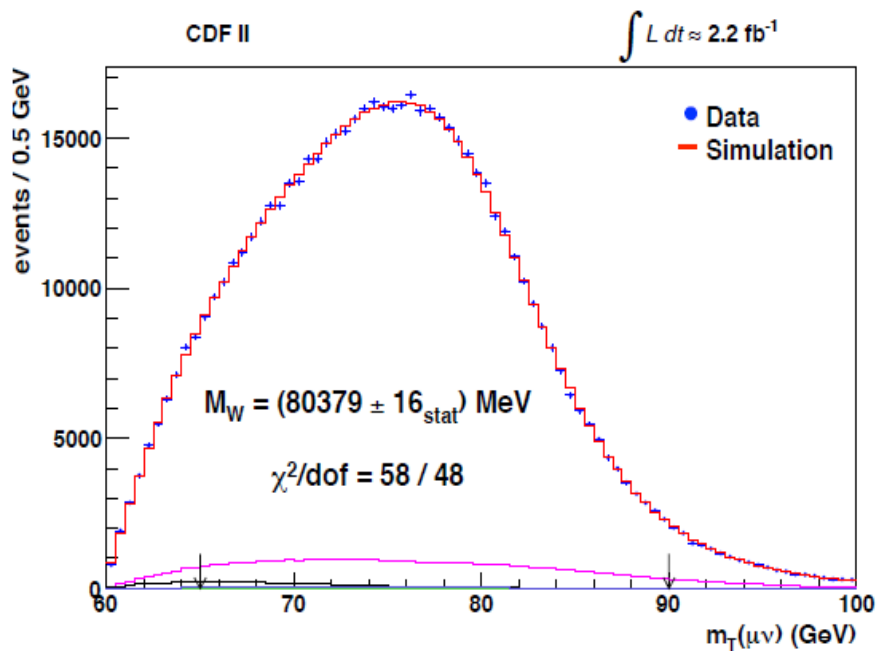 CDF II
∫ L dt ≈ 2.2 fb⁻¹
events / 0.5 GeV
15000
10000
5000
0
Data
Simulation
M_W = (80379 ± 16_stat) MeV
χ²/dof = 58 / 48
60 70 80 90 100
m_T(μν) (GeV)